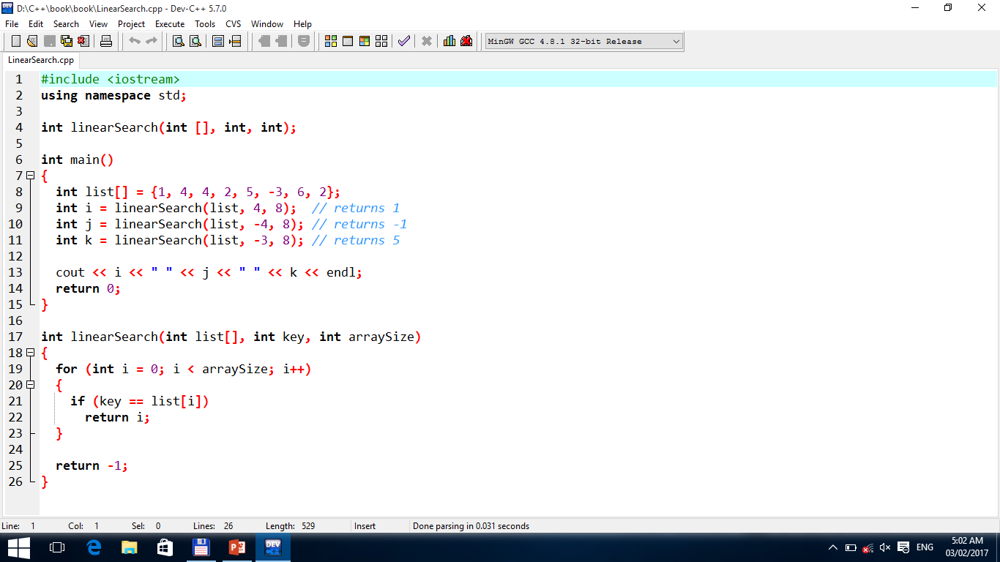 D:\C++\book\book\LinearSearch.cpp - Dev-C++ 5.7.0
File Edit Search View Project Execute Tools CVS Window Help
MinGW GCC 4.8.1 32-bit Release
LinearSearch.cpp
1 #include <iostream>
2 using namespace std;
3
4 int linearSearch(int [], int, int);
5
6 int main()
7 {
8 int list[] = {1, 4, 4, 2, 5, -3, 6, 2};
9 int i = linearSearch(list, 4, 8); // returns 1
10 int j = linearSearch(list, -4, 8); // returns -1
11 int k = linearSearch(list, -3, 8); // returns 5
12
13 cout << i << " " << j << " " << k << endl;
14 return 0;
15 }
16
17 int linearSearch(int list[], int key, int arraySize)
18 {
19 for (int i = 0; i < arraySize; i++)
20 {
21 if (key == list[i])
22 return i;
23 }
24
25 return -1;
26 }
Line: 1 Col: 1 Sel: 0 Lines: 26 Length: 529 Insert Done parsing in 0.031 seconds
DEV
ENG
5:02 AM
03/02/2017